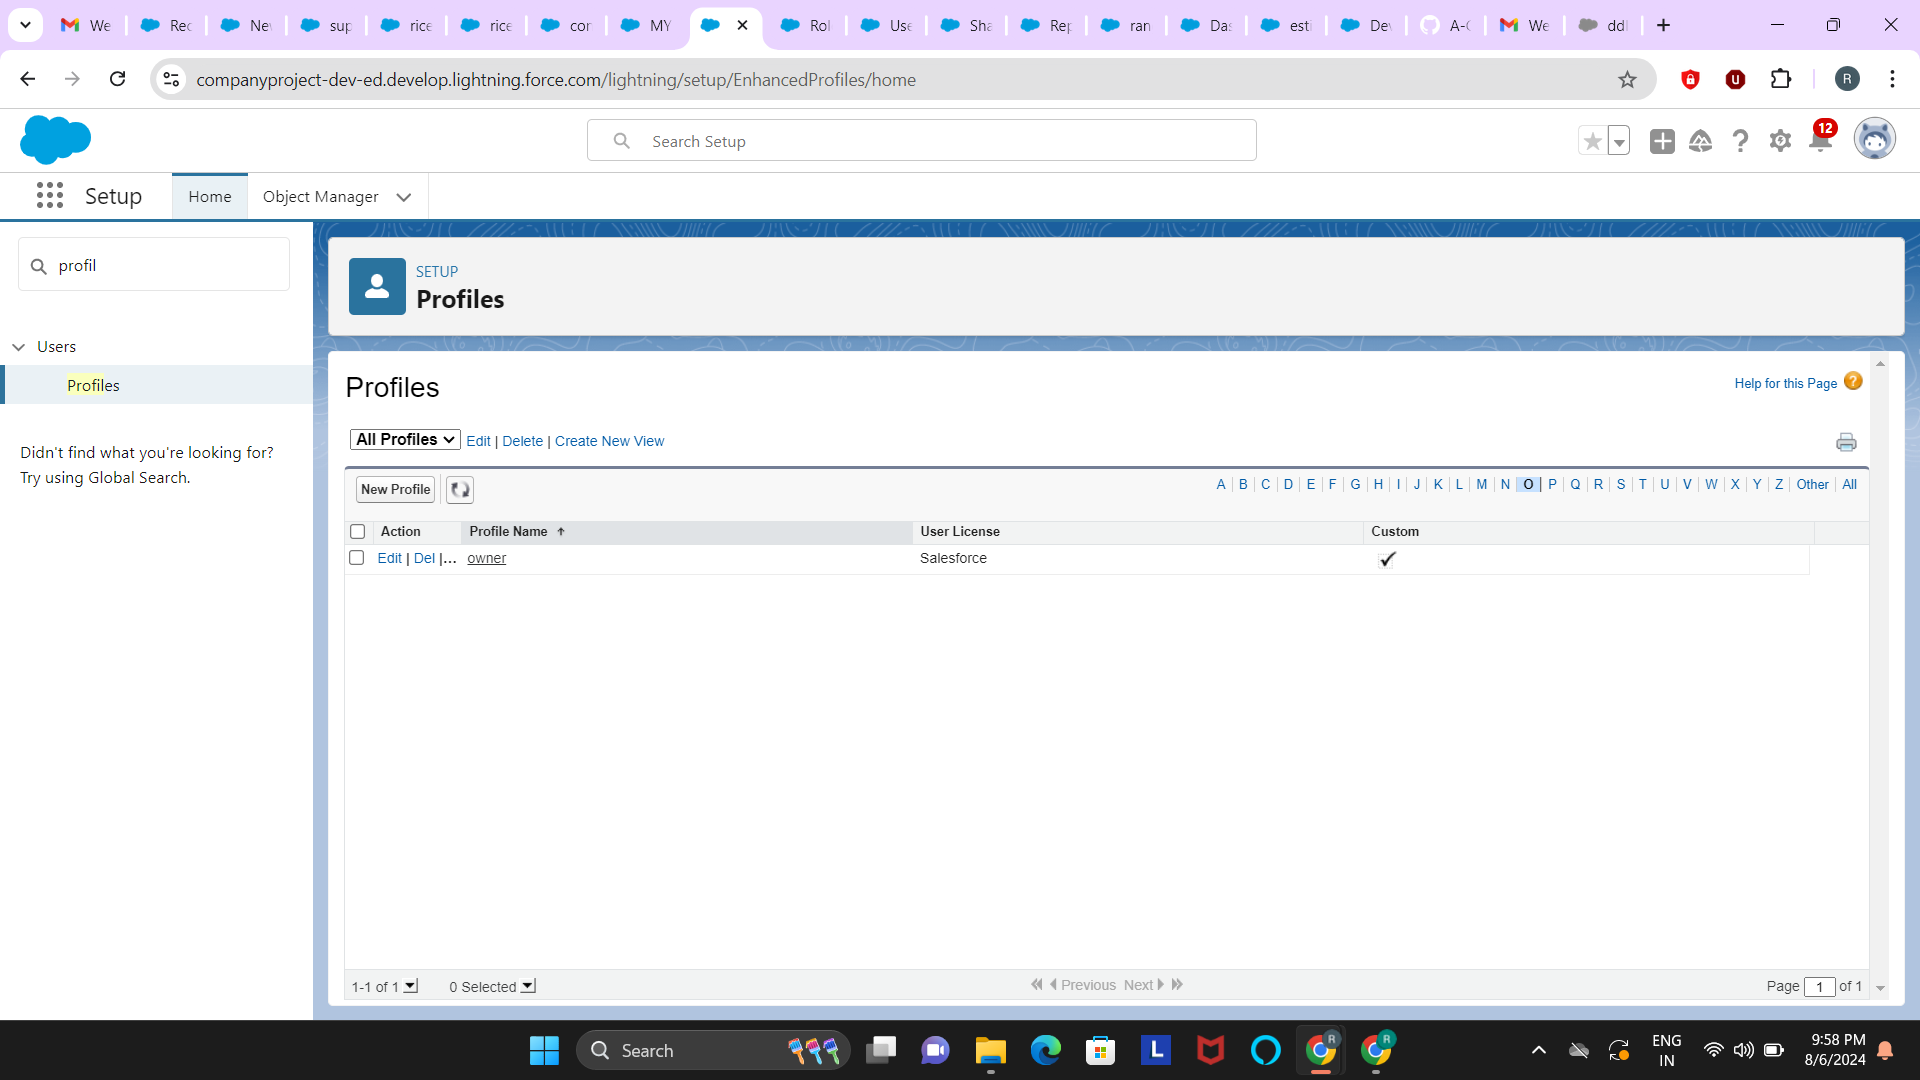 We
Rec
Nev
sup
rice
rice
cor
MY
Rol
Use
Sha
Rep
ran
Das
esti
Dev
A-C
We
ddl
companyproject-dev-ed.develop.lightning.force.com/lightning/setup/EnhancedProfiles/home
R
Search Setup
12
Setup
Home
Object Manager
profil
Users
Profiles
Didn't find what you're looking for?
Try using Global Search.
SETUP
Profiles
Profiles
Help for this Page
All Profiles Edit | Delete | Create New View
New Profile
A B C D E F G H I J K L M N O P Q R S T U V W X Y Z Other All
Action Profile Name User License Custom
Edit | Del |... owner Salesforce
1-1 of 1 0 Selected Previous Next Page 1 of 1
Search
ENG
IN
9:58 PM
8/6/2024